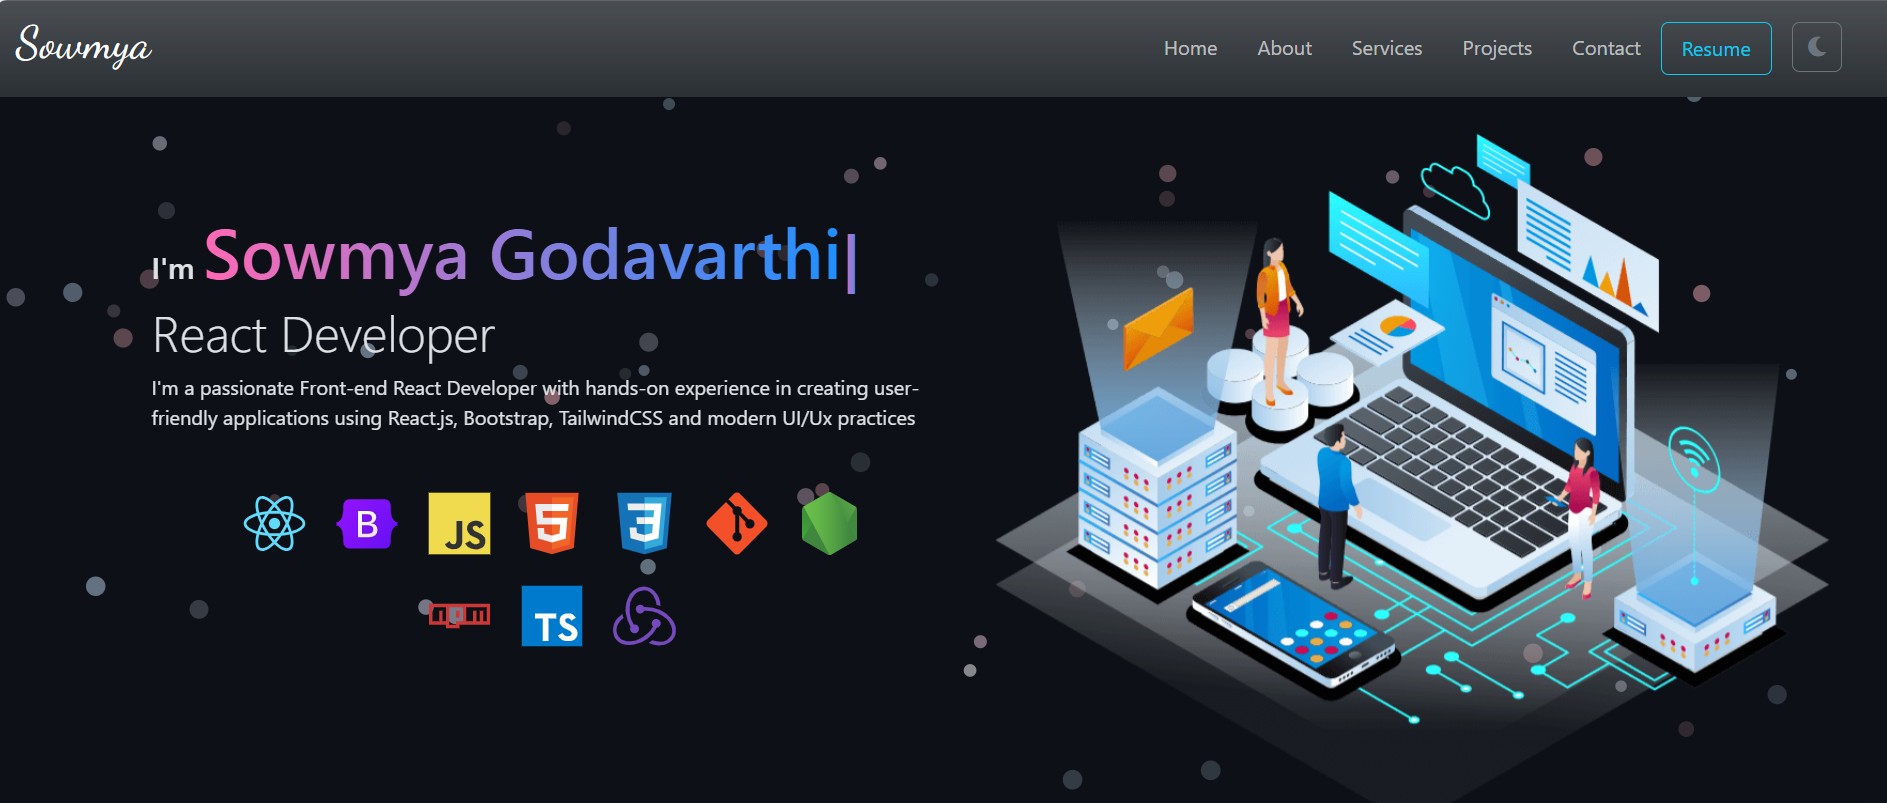 Sowmya
Home About Services Projects Contact Resume
I'm Sowmya Godavarthi|
React Developer
I'm a passionate Front-end React Developer with hands-on experience in creating user-
friendly applications using React.js, Bootstrap, TailwindCSS and modern UI/Ux practices
B JS 5 3
npm TS